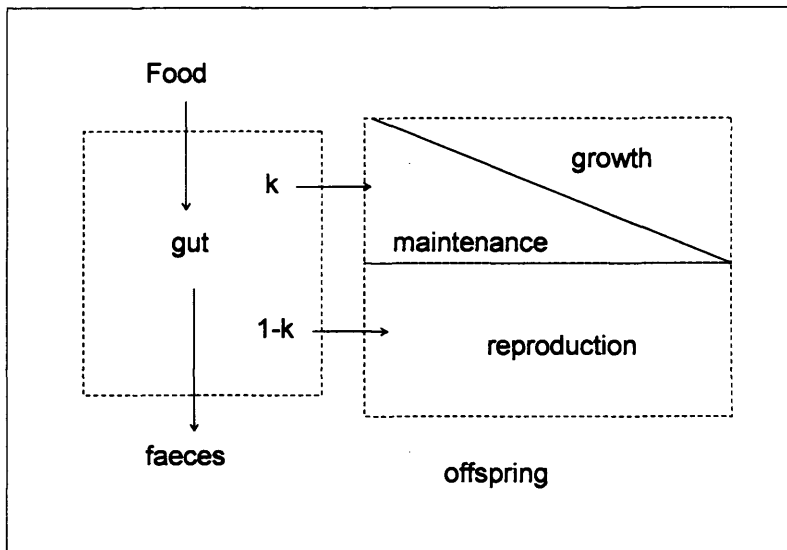 Food
growth
k
gut
maintenance
1-k
reproduction
faeces
offspring